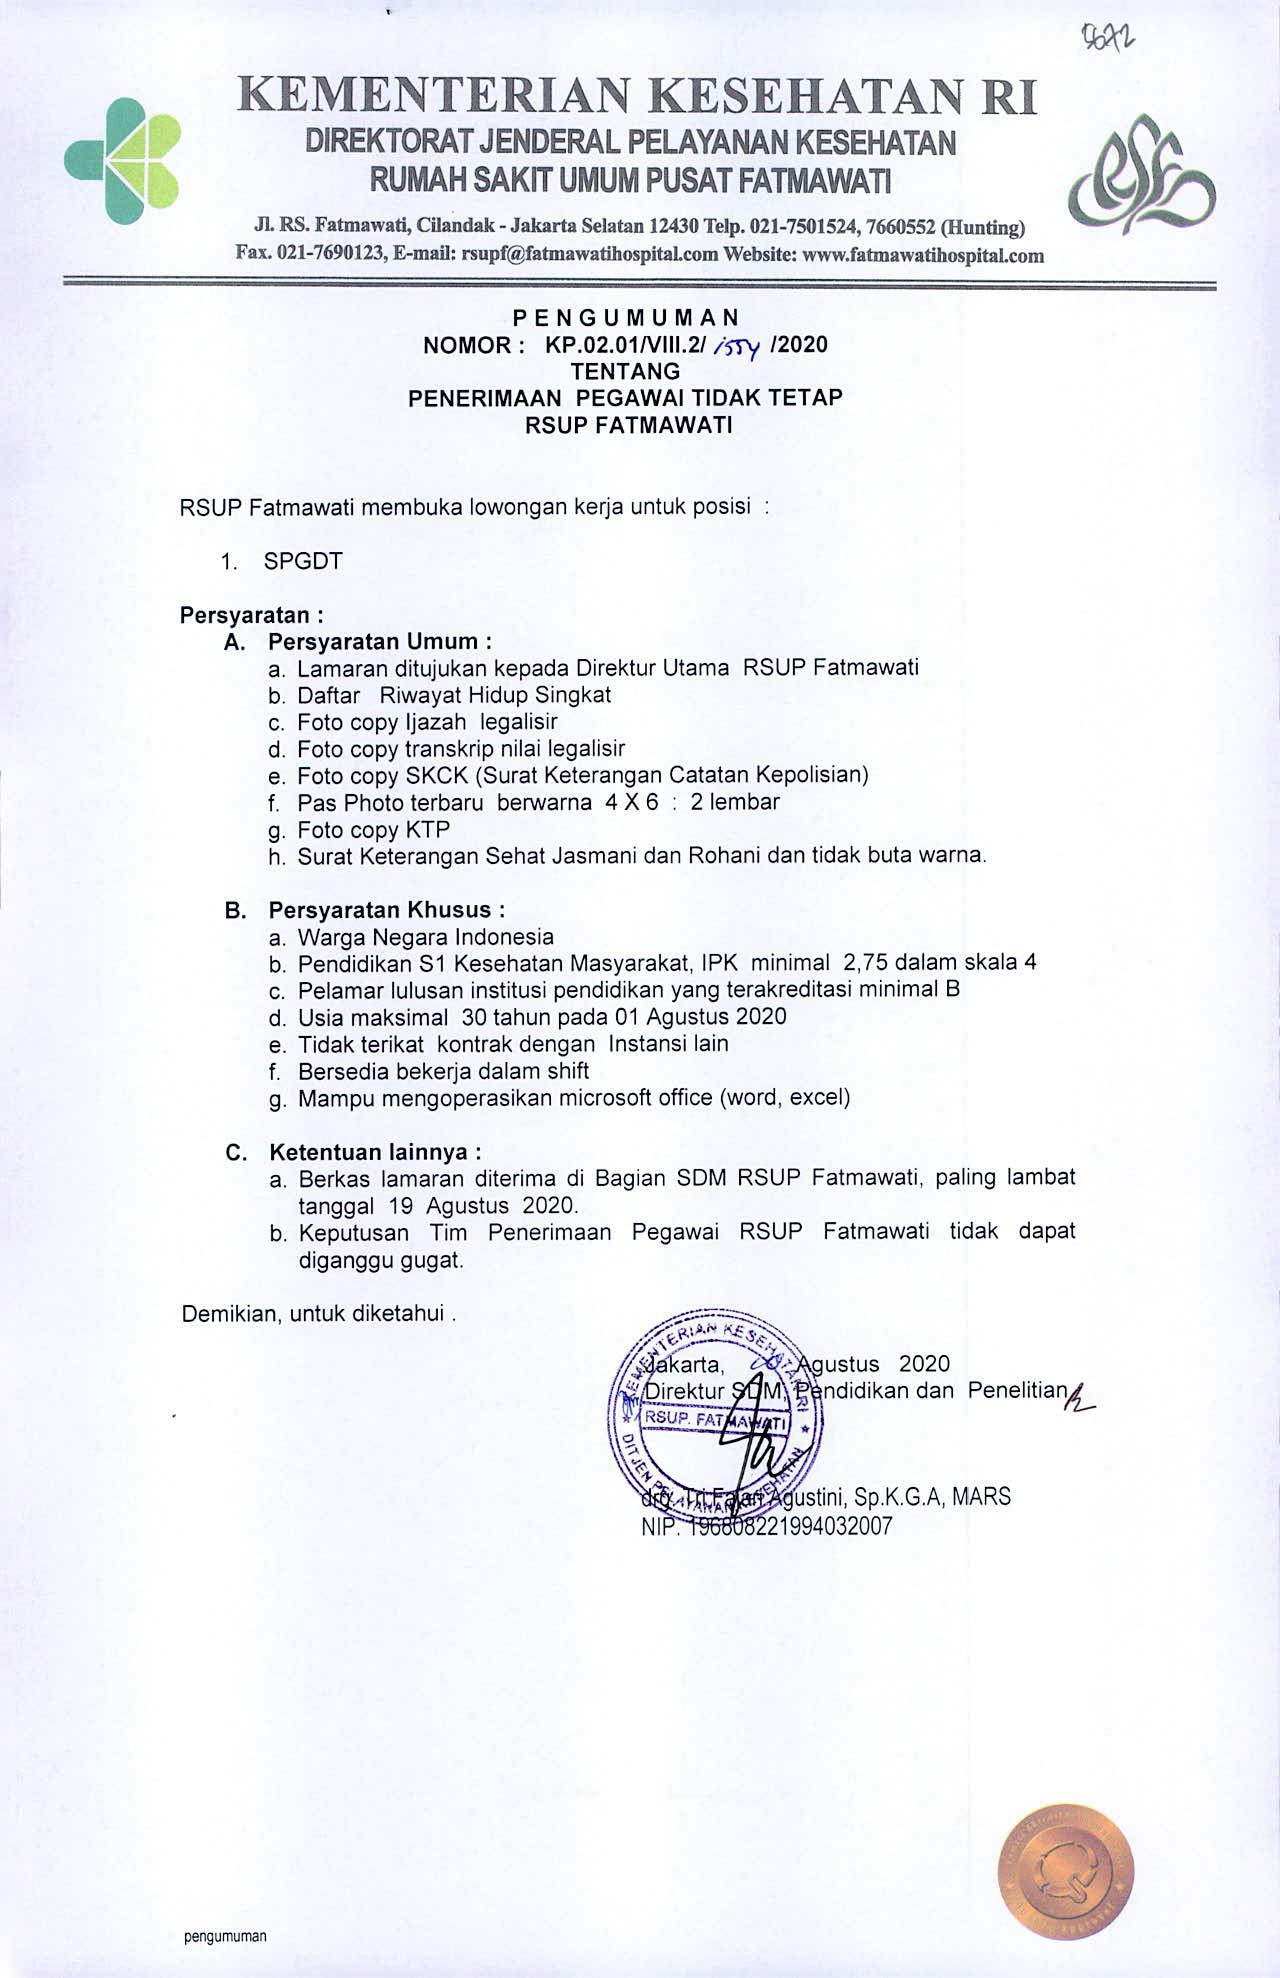 5672
KEMENTERIAN KESEHATAN RI
DIREKTORAT JENDERAL PELAYANAN KESEHATAN
RUMAH SAKIT UMUM PUSAT FATMAWATI
Jl. RS. Fatmawati, Cilandak - Jakarta Selatan 12430 Telp. 021-7501524, 7660552 (Hunting)
Fax. 021-7690123, E-mail: rsupf@fatmawatihospital.com Website: www.fatmawatihospital.com
PENGUMUMAN
NOMOR : KP.02.01/VIII.2/ 1554 /2020
TENTANG
PENERIMAAN PEGAWAI TIDAK TETAP
RSUP FATMAWATI
RSUP Fatmawati membuka lowongan kerja untuk posisi :
1. SPGDT
Persyaratan :
A. Persyaratan Umum :
a. Lamaran ditujukan kepada Direktur Utama RSUP Fatmawati
b. Daftar Riwayat Hidup Singkat
c. Foto copy Ijazah legalisir
d. Foto copy transkrip nilai legalisir
e. Foto copy SKCK (Surat Keterangan Catatan Kepolisian)
f. Pas Photo terbaru berwarna 4 X 6 : 2 lembar
g. Foto copy KTP
h. Surat Keterangan Sehat Jasmani dan Rohani dan tidak buta warna.
B. Persyaratan Khusus :
a. Warga Negara Indonesia
b. Pendidikan S1 Kesehatan Masyarakat, IPK minimal 2,75 dalam skala 4
c. Pelamar lulusan institusi pendidikan yang terakreditasi minimal B
d. Usia maksimal 30 tahun pada 01 Agustus 2020
e. Tidak terikat kontrak dengan Instansi lain
f. Bersedia bekerja dalam shift
g. Mampu mengoperasikan microsoft office (word, excel)
C. Ketentuan lainnya :
a. Berkas lamaran diterima di Bagian SDM RSUP Fatmawati, paling lambat
tanggal 19 Agustus 2020.
b. Keputusan Tim Penerimaan Pegawai RSUP Fatmawati tidak dapat
diganggu gugat.
Demikian, untuk diketahui .
Jakarta, Agustus 2020
Direktur SDM, Pendidikan dan Penelitian
KEMENTERIAN KESEHATAN RI
RSUP. FATMAWATI
DITJEN PELAYANAN KESEHATAN
drg. Tri Fajari Agustini, Sp.K.G.A, MARS
NIP. 196808221994032007
pengumuman